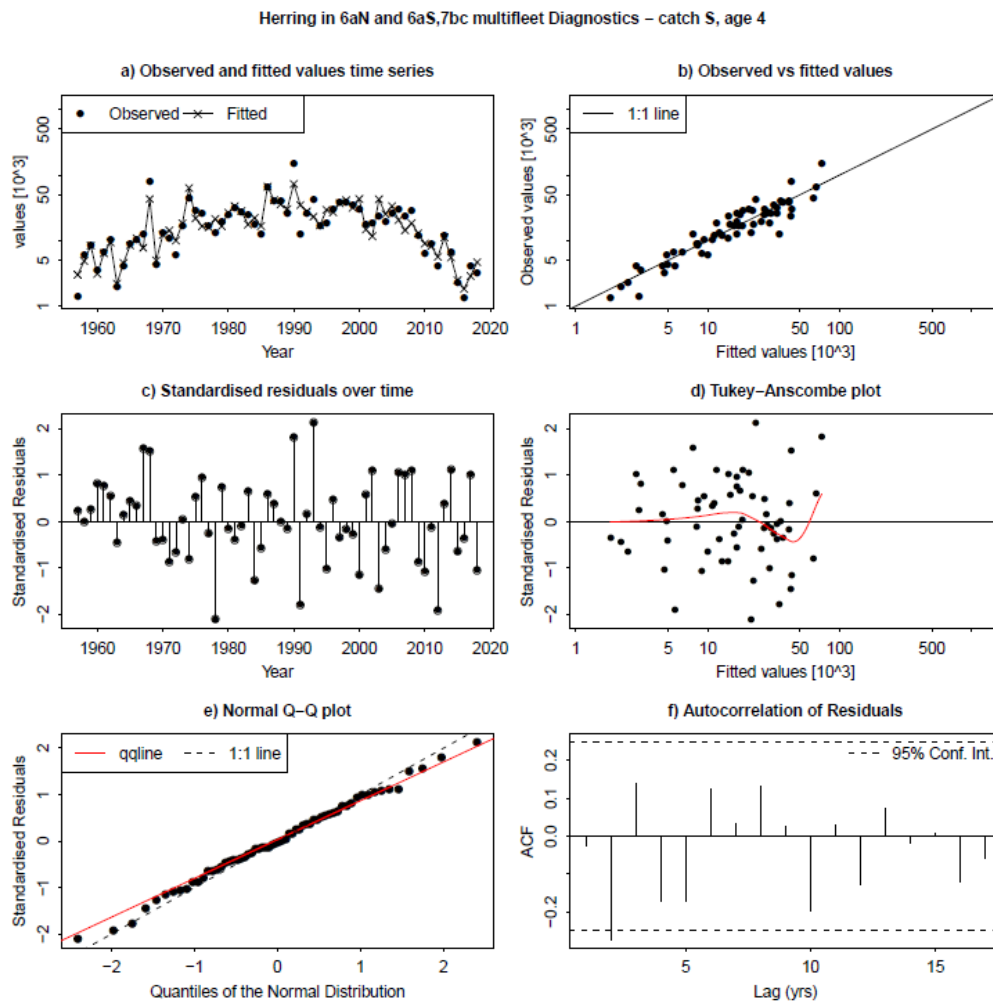 Herring in 6aN and 6aS,7bc multifleet Diagnostics – catch S, age 4
a) Observed and fitted values time series
values [10^3]
500
50
5
1
Observed
Fitted
1960 1970 1980 1990 2000 2010 2020
Year
b) Observed vs fitted values
Observed values [10^3]
500
50
5
1
1:1 line
1 5 10 50 100 500
Fitted values [10^3]
c) Standardised residuals over time
Standardised Residuals
2
1
0
−1
−2
1960 1970 1980 1990 2000 2010 2020
Year
d) Tukey−Anscombe plot
Standardised Residuals
2
1
0
−1
−2
1 5 10 50 100 500
Fitted values [10^3]
e) Normal Q−Q plot
Standardised Residuals
2
1
0
−1
−2
qqline
1:1 line
−2 −1 0 1 2
Quantiles of the Normal Distribution
f) Autocorrelation of Residuals
ACF
0.2
0.1
0.0
−0.2
95% Conf. Int.
5 10 15
Lag (yrs)